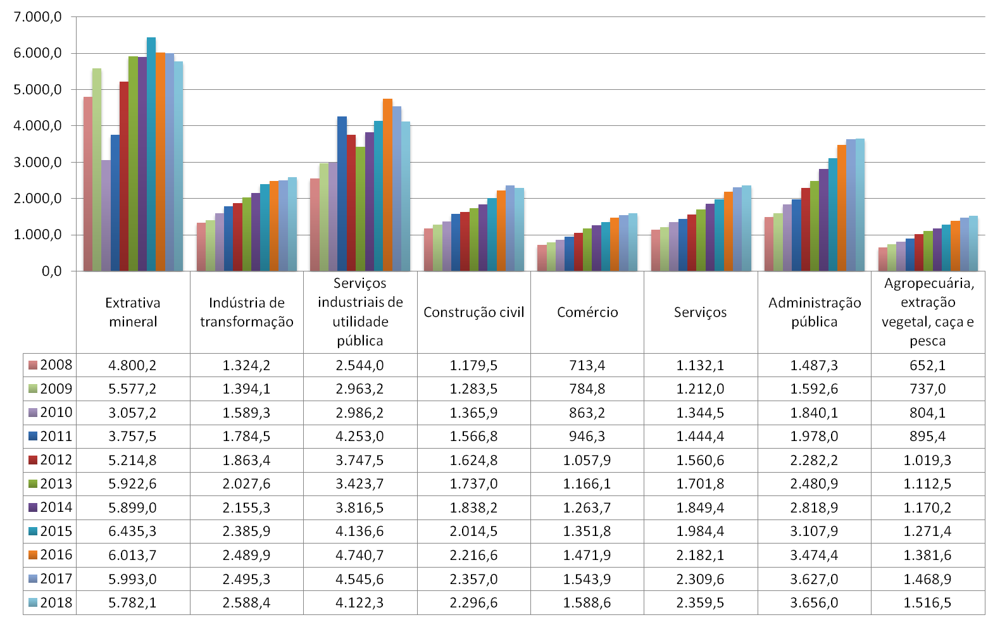 7.000,0
6.000,0
5.000,0
4.000,0
3.000,0
2.000,0
1.000,0
0,0
Extrativa
mineral
Indústria de
transformação
Serviços
industriais de
utilidade
pública
Construção civil
Comércio
Serviços
Administração
pública
Agropecuária,
extração
vegetal, caça e
pesca
2008 4.800,2 1.324,2 2.544,0 1.179,5 713,4 1.132,1 1.487,3 652,1
2009 5.577,2 1.394,1 2.963,2 1.283,5 784,8 1.212,0 1.592,6 737,0
2010 3.057,2 1.589,3 2.986,2 1.365,9 863,2 1.344,5 1.840,1 804,1
2011 3.757,5 1.784,5 4.253,0 1.566,8 946,3 1.444,4 1.978,0 895,4
2012 5.214,8 1.863,4 3.747,5 1.624,8 1.057,9 1.560,6 2.282,2 1.019,3
2013 5.922,6 2.027,6 3.423,7 1.737,0 1.166,1 1.701,8 2.480,9 1.112,5
2014 5.899,0 2.155,3 3.816,5 1.838,2 1.263,7 1.849,4 2.818,9 1.170,2
2015 6.435,3 2.385,9 4.136,6 2.014,5 1.351,8 1.984,4 3.107,9 1.271,4
2016 6.013,7 2.489,9 4.740,7 2.216,6 1.471,9 2.182,1 3.474,4 1.381,6
2017 5.993,0 2.495,3 4.545,6 2.357,0 1.543,9 2.309,6 3.627,0 1.468,9
2018 5.782,1 2.588,4 4.122,3 2.296,6 1.588,6 2.359,5 3.656,0 1.516,5